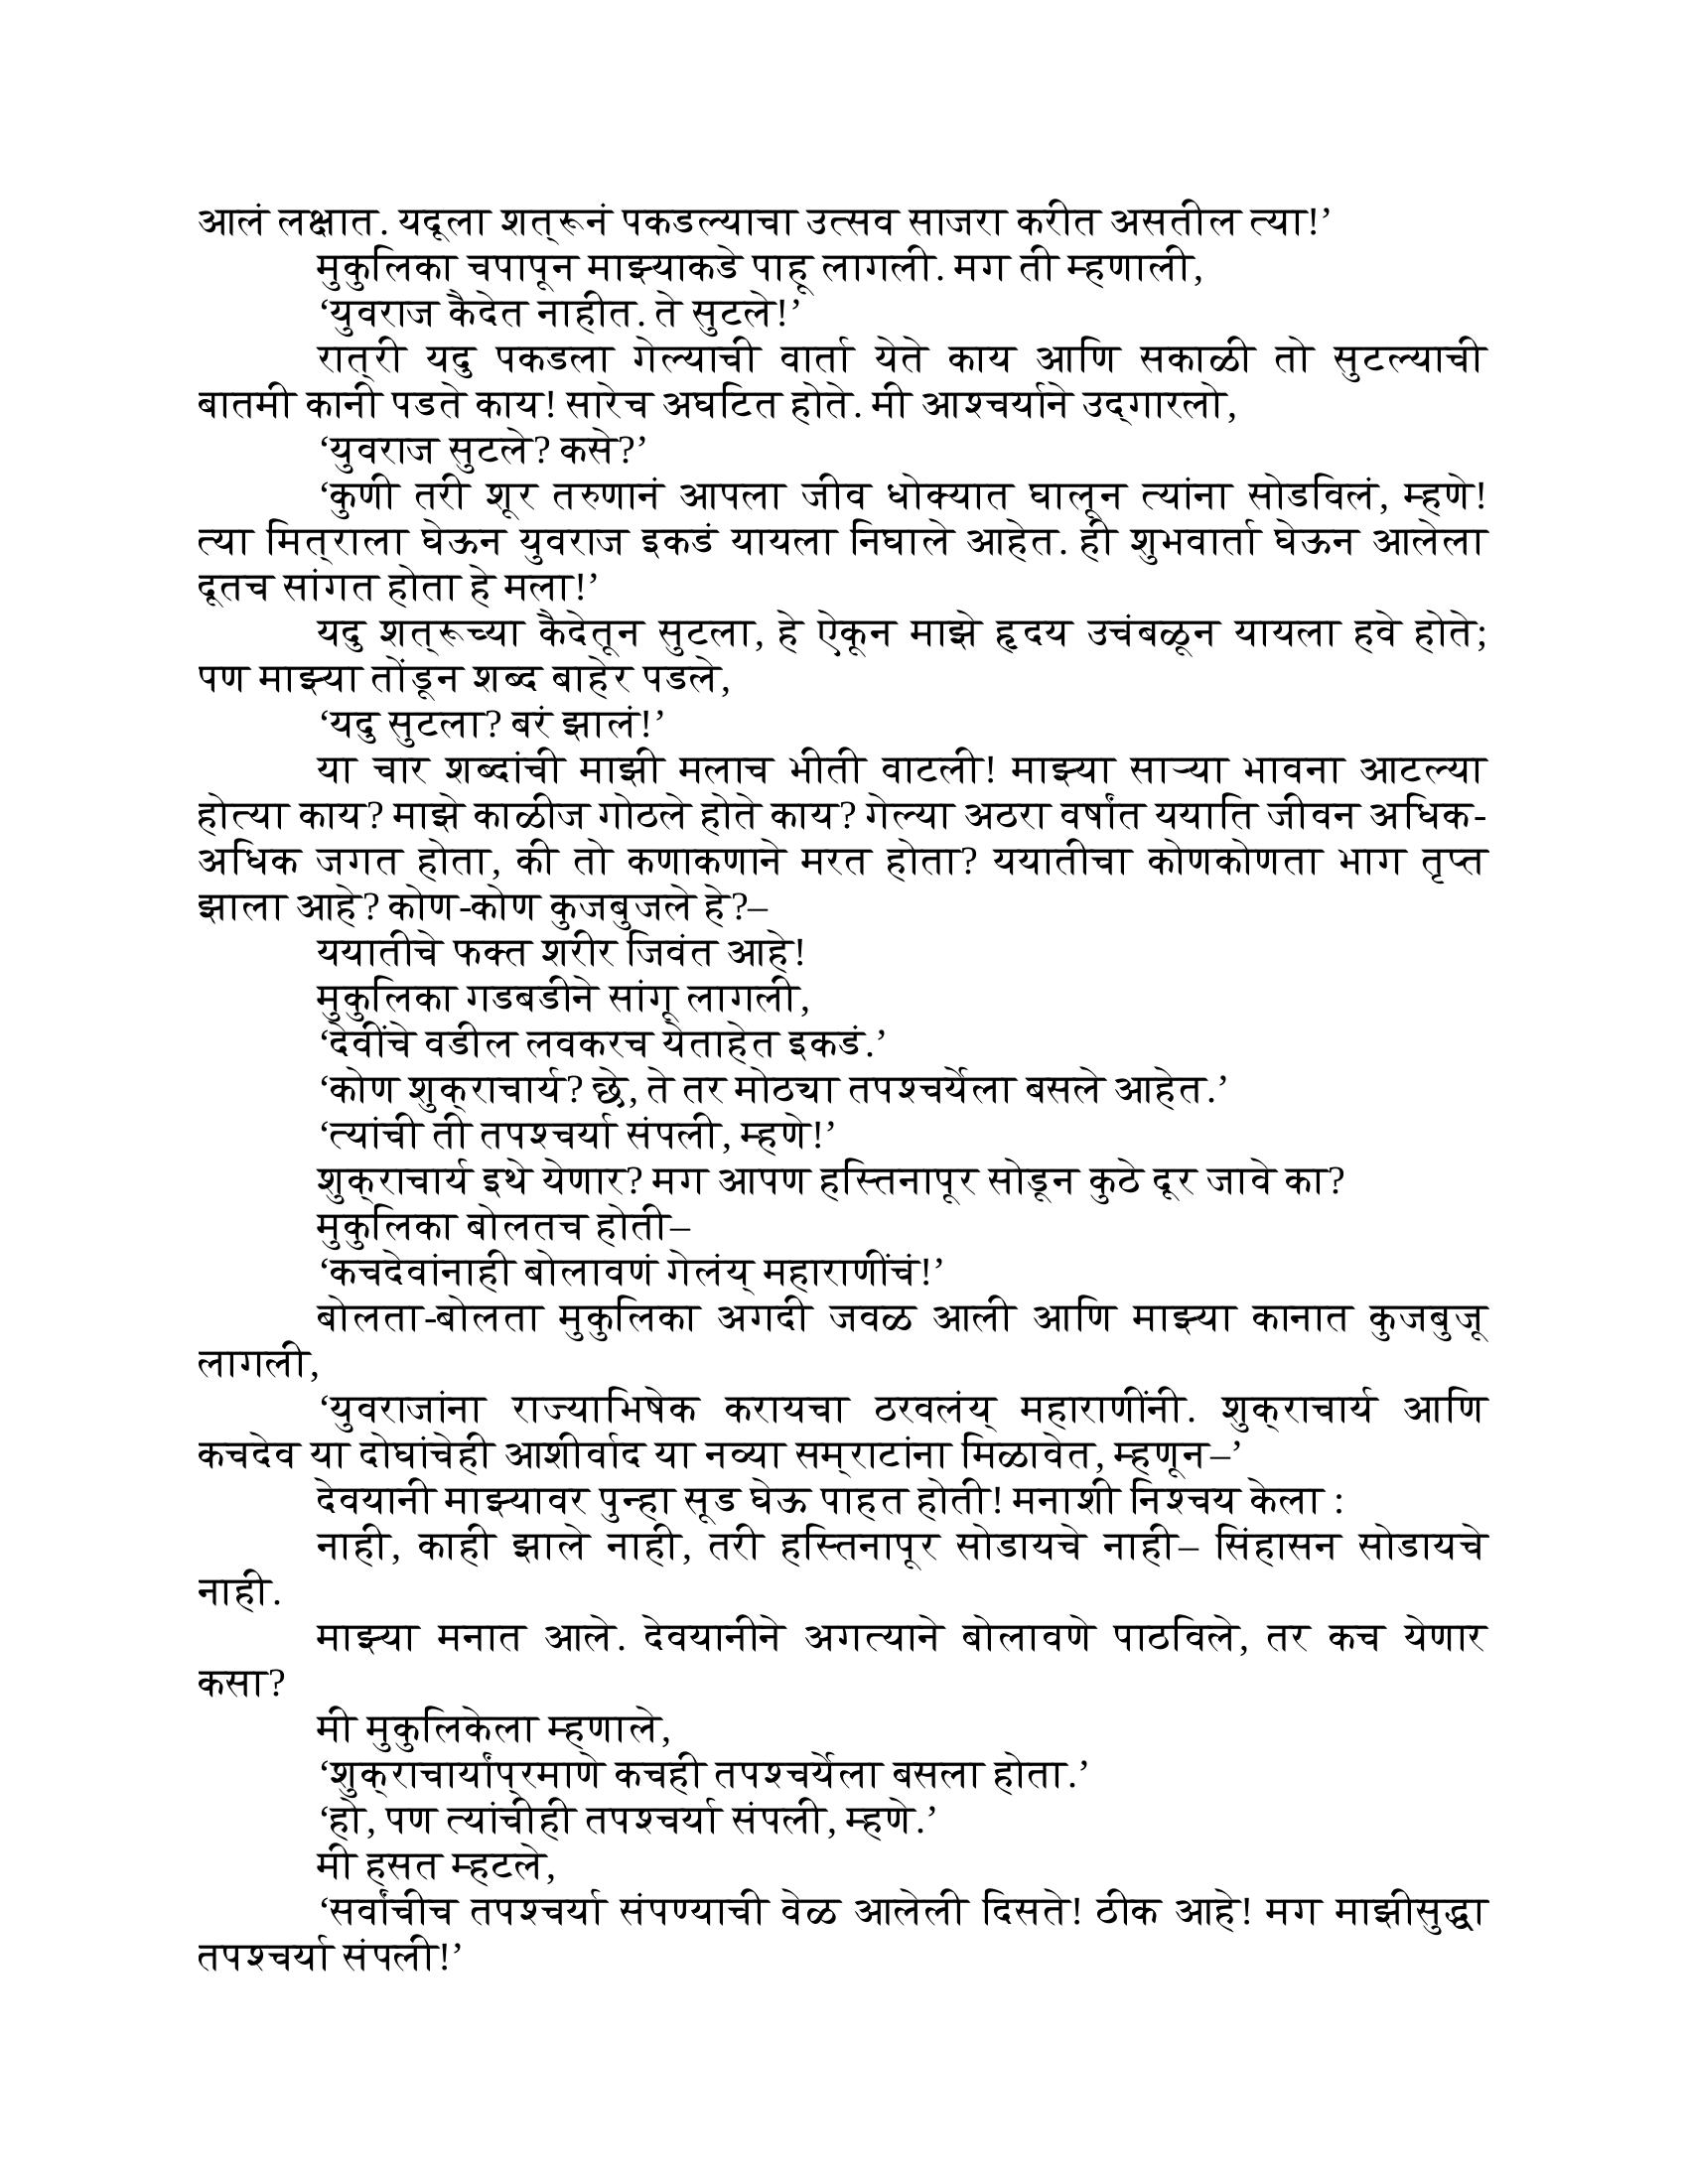 आलं लक्षात. यदूला शत्रूनं पकडल्याचा उत्सव साजरा करीत असतील त्या!’
मुकुलिका चपापून माझ्याकडे पाहू लागली. मग ती म्हणाली,
‘युवराज कैदेत नाहीत. ते सुटले!’
रात्री यदु पकडला गेल्याची वार्ता येते काय आणि सकाळी तो सुटल्याची
बातमी कानी पडते काय! सारेच अघटित होते. मी आश्चर्याने उद्‌गारलो,
‘युवराज सुटले? कसे?’
‘कुणी तरी शूर तरुणानं आपला जीव धोक्यात घालून त्यांना सोडविलं, म्हणे!
त्या मित्राला घेऊन युवराज इकडं यायला निघाले आहेत. ही शुभवार्ता घेऊन आलेला
दूतच सांगत होता हे मला!’
यदु शत्रूच्या कैदेतून सुटला, हे ऐकून माझे हृदय उचंबळून यायला हवे होते;
पण माझ्या तोंडून शब्द बाहेर पडले,
‘यदु सुटला? बरं झालं!’
या चार शब्दांची माझी मलाच भीती वाटली! माझ्या साऱ्या भावना आटल्या
होत्या काय? माझे काळीज गोठले होते काय? गेल्या अठरा वर्षांत ययाति जीवन अधिक-
अधिक जगत होता, की तो कणाकणाने मरत होता? ययातीचा कोणकोणता भाग तृप्त
झाला आहे? कोण-कोण कुजबुजले हे?–
ययातीचे फक्त शरीर जिवंत आहे!
मुकुलिका गडबडीने सांगू लागली,
‘देवींचे वडील लवकरच येताहेत इकडं.’
‘कोण शुक्राचार्य? छे, ते तर मोठ्या तपश्चर्येला बसले आहेत.’
‘त्यांची ती तपश्चर्या संपली, म्हणे!’
शुक्राचार्य इथे येणार? मग आपण हस्तिनापूर सोडून कुठे दूर जावे का?
मुकुलिका बोलतच होती–
‘कचदेवांनाही बोलावणं गेलंय् महाराणींचं!’
बोलता-बोलता मुकुलिका अगदी जवळ आली आणि माझ्या कानात कुजबुजू
लागली,
‘युवराजांना राज्याभिषेक करायचा ठरवलंय् महाराणींनी. शुक्राचार्य आणि
कचदेव या दोघांचेही आशीर्वाद या नव्या सम्राटांना मिळावेत, म्हणून–’
देवयानी माझ्यावर पुन्हा सूड घेऊ पाहत होती! मनाशी निश्चय केला :
नाही, काही झाले नाही, तरी हस्तिनापूर सोडायचे नाही– सिंहासन सोडायचे
नाही.
माझ्या मनात आले. देवयानीने अगत्याने बोलावणे पाठविले, तर कच येणार
कसा?
मी मुकुलिकेला म्हणाले,
‘शुक्राचार्यांप्रमाणे कचही तपश्चर्येला बसला होता.’
‘हो, पण त्यांचीही तपश्चर्या संपली, म्हणे.’
मी हसत म्हटले,
‘सर्वांचीच तपश्चर्या संपण्याची वेळ आलेली दिसते! ठीक आहे! मग माझीसुद्धा
तपश्चर्या संपली!’